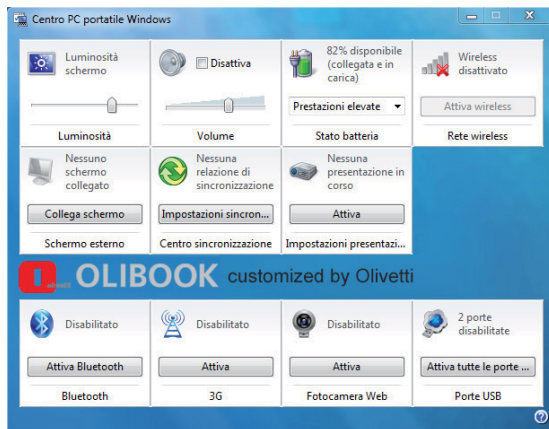 Centro PC portatile Windows
Luminosità
schermo
Luminosità
Disattiva
Volume
82% disponibile
(collegata e in
carica)
Prestazioni elevate
Stato batteria
Wireless
disattivato
Attiva wireless
Rete wireless
Nessuno
schermo
collegato
Collega schermo
Schermo esterno
Nessuna
relazione di
sincronizzazione
Impostazioni sincron...
Centro sincronizzazione
Nessuna
presentazione in
corso
Attiva
Impostazioni presentazi...
OLIBOOK customized by Olivetti
Disabilitato
Attiva Bluetooth
Bluetooth
Disabilitato
Attiva
3G
Disabilitato
Attiva
Fotocamera Web
2 porte
disabilitate
Attiva tutte le porte ...
Porte USB